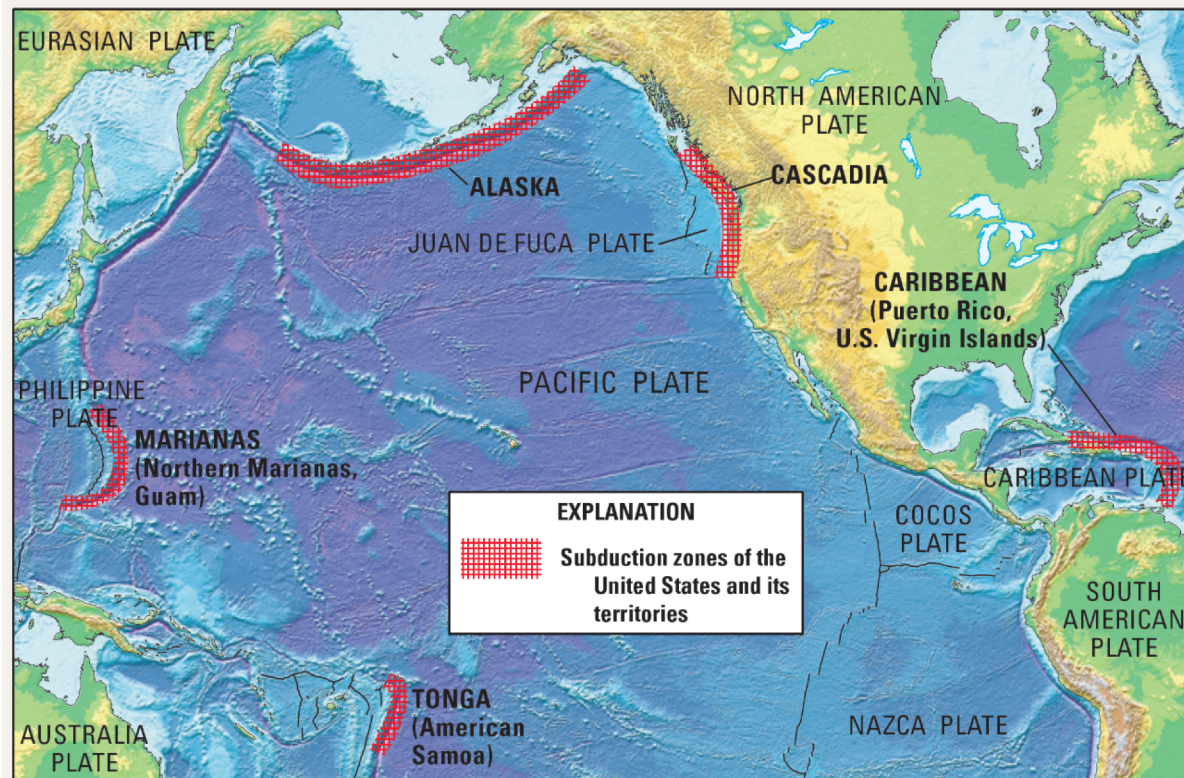 EURASIAN PLATE
NORTH AMERICAN
PLATE
ALASKA
CASCADIA
JUAN DE FUCA PLATE
CARIBBEAN
(Puerto Rico,
U.S. Virgin Islands)
PACIFIC PLATE
PHILIPPINE
PLATE
MARIANAS
(Northern Marianas,
Guam)
CARIBBEAN PLATE
EXPLANATION
Subduction zones of the
United States and its
territories
COCOS
PLATE
SOUTH
AMERICAN
PLATE
TONGA
(American
Samoa)
NAZCA PLATE
AUSTRALIA
PLATE